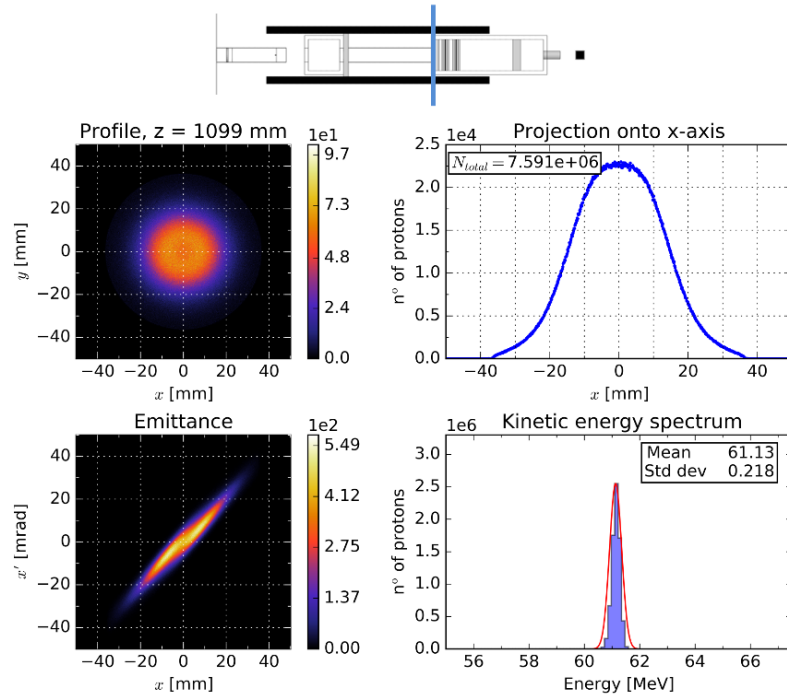 Profile, z = 1099 mm
1e1
40
20
0
−20
−40
y [mm]
−40 −20 0 20 40
x [mm]
9.7
7.3
4.8
2.4
0.0
Projection onto x-axis
1e4
N_total = 7.591e+06
2.5
2.0
1.5
1.0
0.5
0.0
nº of protons
−40 −20 0 20 40
x [mm]
Emittance
1e2
40
20
0
−20
−40
x′ [mrad]
−40 −20 0 20 40
x [mm]
5.49
4.12
2.75
1.37
0.00
Kinetic energy spectrum
1e6
Mean 61.13
Std dev 0.218
3.0
2.5
2.0
1.5
1.0
0.5
0.0
nº of protons
56 58 60 62 64 66
Energy [MeV]